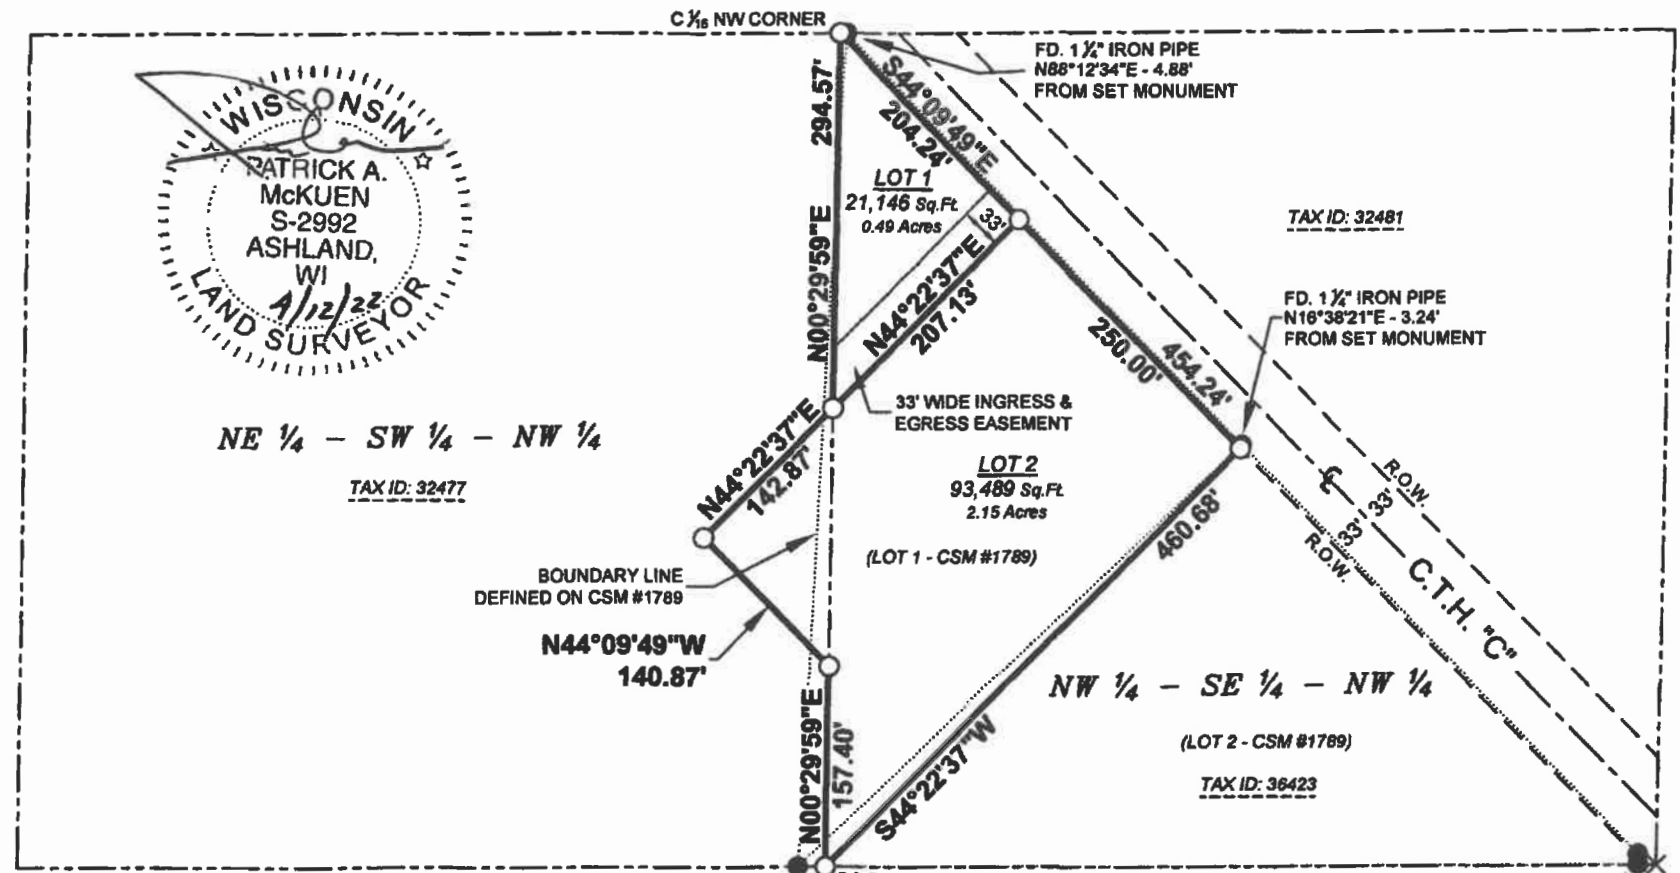 C 1/16 NW CORNER
FD. 1 ¼" IRON PIPE
N88°12'34"E - 4.88'
FROM SET MONUMENT
WISCONSIN
PATRICK A.
McKUEN
S-2992
ASHLAND,
WI
4/12/22
LAND SURVEYOR
294.57'
N00°29'59"E
S44°09'49"E
204.24'
LOT 1
21,146 Sq.Ft.
0.49 Acres
33'
N44°22'37"E
207.13'
TAX ID: 32481
FD. 1 ¼" IRON PIPE
N16°38'21"E - 3.24'
FROM SET MONUMENT
454.24'
250.00'
33' WIDE INGRESS &
EGRESS EASEMENT
NE ¼ - SW ¼ - NW ¼
TAX ID: 32477
N44°22'37"E
142.87'
LOT 2
93,489 Sq.Ft.
2.15 Acres
(LOT 1 - CSM #1789)
460.68'
S44°22'37"W
R.O.W.
33'
33'
R.O.W.
C.T.H. "C"
BOUNDARY LINE
DEFINED ON CSM #1789
N44°09'49"W
140.87'
N00°29'59"E
157.40'
NW ¼ - SE ¼ - NW ¼
(LOT 2 - CSM #1789)
TAX ID: 36423